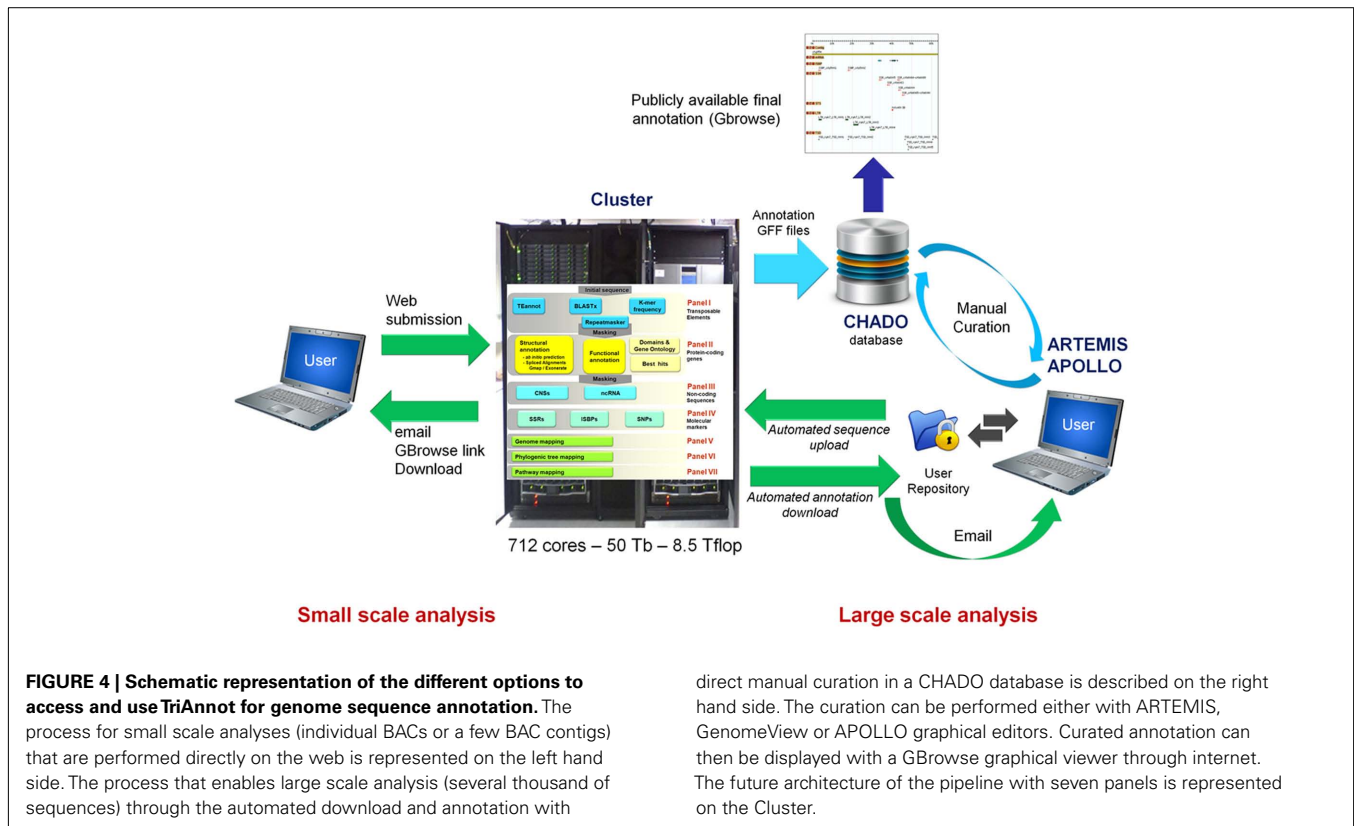 Publicly available final
annotation (Gbrowse)
Cluster
Annotation
GFF files
Web
submission
User
email
GBrowse link
Download
Initial sequence
TEannot
BLASTx
K-mer
frequency
Repeatmasker
Panel I
Transposable
Elements
Masking
Structural
annotation
- ab initio prediction
- Spliced Alignments
Gmap / Exonerate
Functional
annotation
Domains &
Gene Ontology
Best hits
Panel II
Protein-coding
genes
Masking
CNSs
ncRNA
Panel III
Non-coding
Sequences
SSRs
ISBPs
SNPs
Panel IV
Molecular
markers
Genome mapping
Panel V
Phylogenic tree mapping
Panel VI
Pathway mapping
Panel VII
712 cores – 50 Tb – 8.5 Tflop
CHADO
database
Manual
Curation
ARTEMIS
APOLLO
User
Automated sequence
upload
User
Repository
Automated annotation
download
Email
Small scale analysis
Large scale analysis
FIGURE 4 | Schematic representation of the different options to
access and use TriAnnot for genome sequence annotation. The
process for small scale analyses (individual BACs or a few BAC contigs)
that are performed directly on the web is represented on the left hand
side. The process that enables large scale analysis (several thousand of
sequences) through the automated download and annotation with
direct manual curation in a CHADO database is described on the right
hand side. The curation can be performed either with ARTEMIS,
GenomeView or APOLLO graphical editors. Curated annotation can
then be displayed with a GBrowse graphical viewer through internet.
The future architecture of the pipeline with seven panels is represented
on the Cluster.